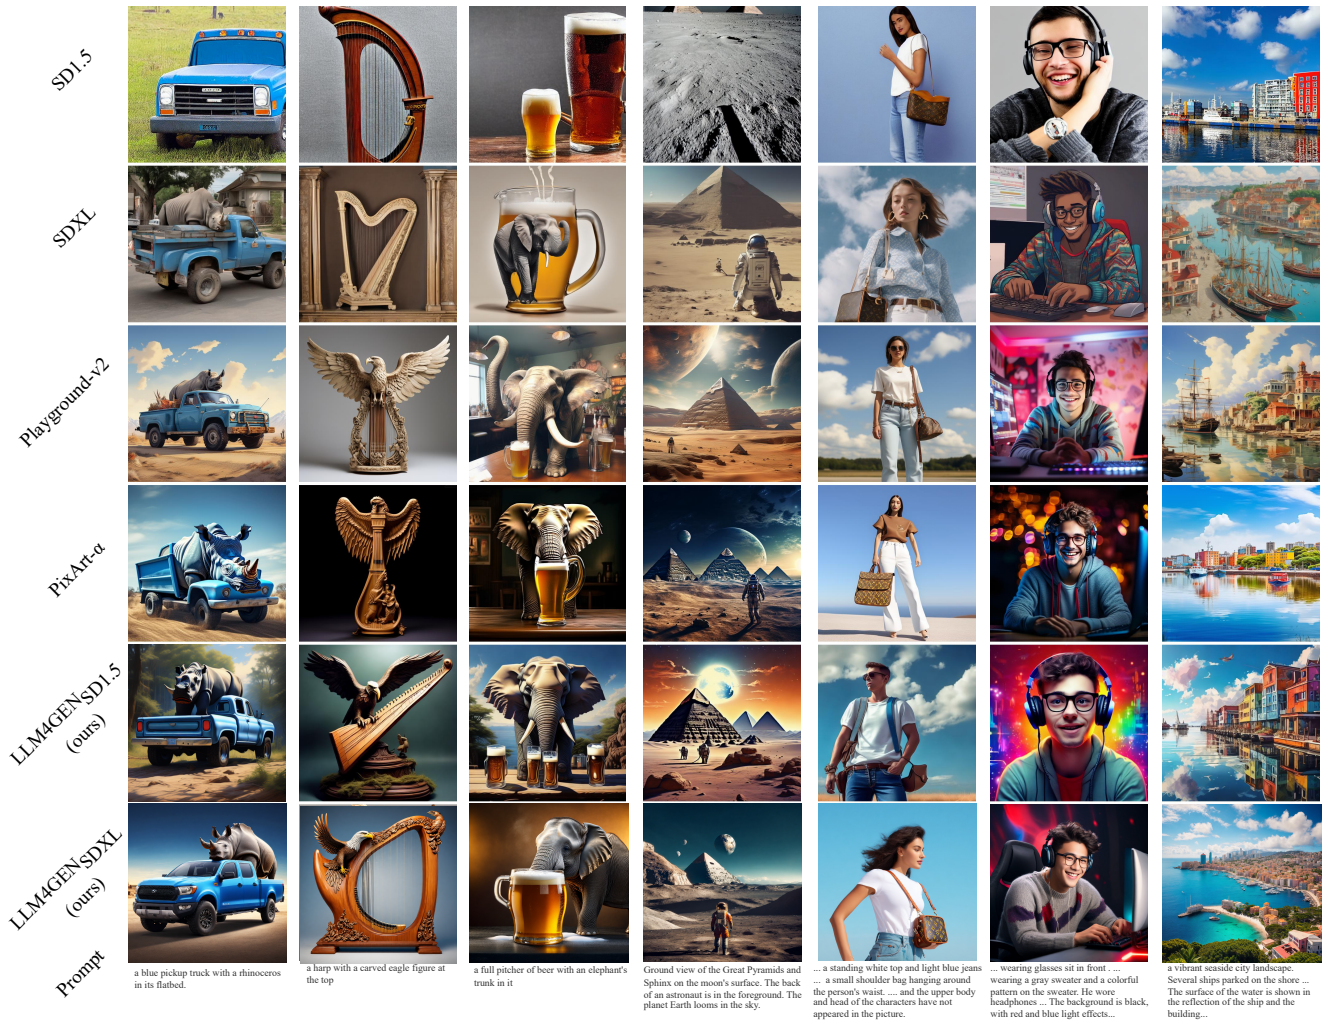 SD1.5
SDXL
Playground-v2
PixArt-α
LLM4GEN SD1.5
(ours)
LLM4GEN SDXL
(ours)
Prompt
a blue pickup truck with a rhinoceros
in its flatbed.
a harp with a carved eagle figure at
the top
a full pitcher of beer with an elephant's
trunk in it
Ground view of the Great Pyramids and
Sphinx on the moon's surface. The back
of an astronaut is in the foreground. The
planet Earth looms in the sky.
... a standing white top and light blue jeans
... a small shoulder bag hanging around
the person's waist. .... and the upper body
and head of the characters have not
appeared in the picture.
... wearing glasses sit in front . ...
wearing a gray sweater and a colorful
pattern on the sweater. He wore
headphones ... The background is black,
with red and blue light effects...
a vibrant seaside city landscape.
Several ships parked on the shore ...
The surface of the water is shown in
the reflection of the ship and the
building...